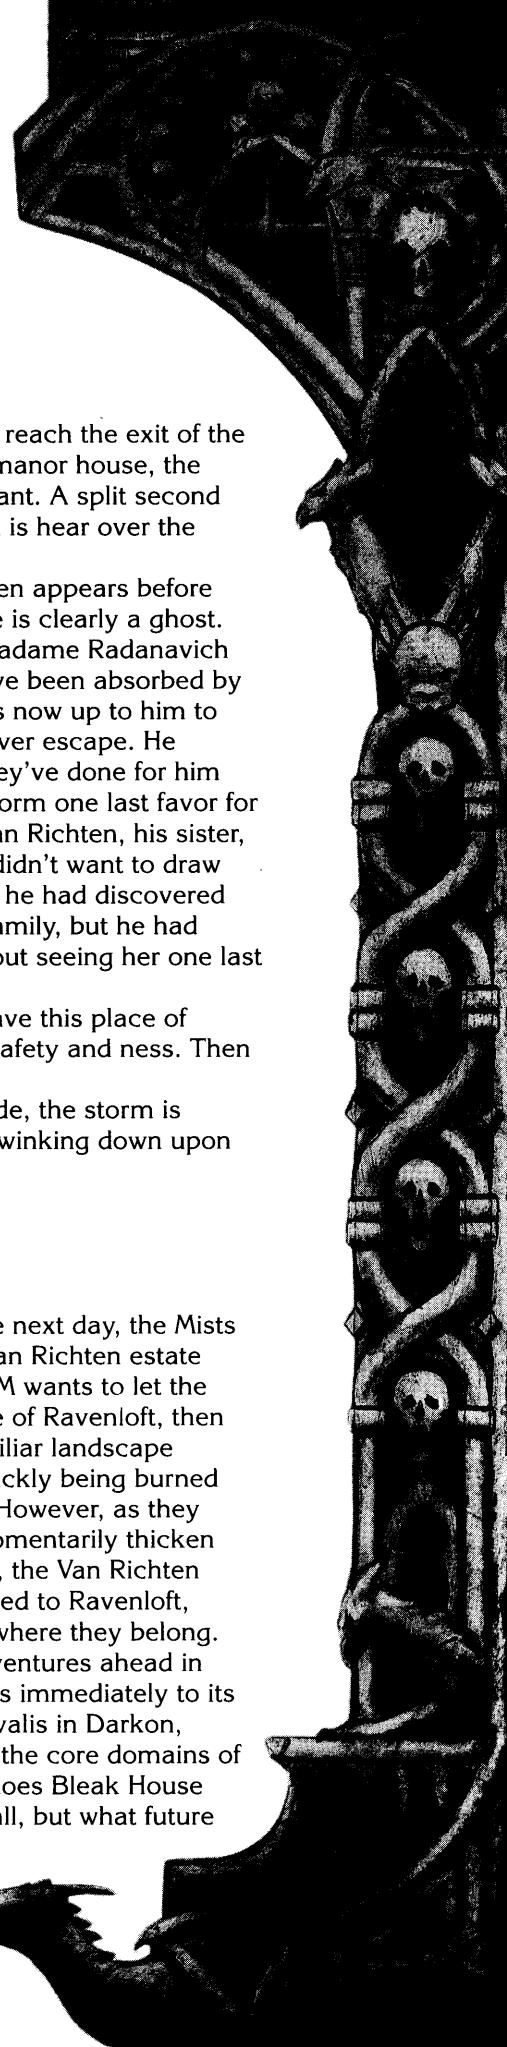 reach the exit of the
manor house, the
ant. A split second
is hear over the
en appears before
e is clearly a ghost.
adame Radanavich
ve been absorbed by
s now up to him to
ver escape. He
ey've done for him
orm one last favor for
an Richten, his sister,
didn't want to draw
he had discovered
amily, but he had
out seeing her one last
ave this place of
afety and ness. Then
de, the storm is
winking down upon
e next day, the Mists
an Richten estate
M wants to let the
e of Ravenloft, then
iliar landscape
ickly being burned
However, as they
omentarily thicken
, the Van Richten
ed to Ravenloft,
where they belong.
ventures ahead in
s immediately to its
valis in Darkon,
the core domains of
does Bleak House
all, but what future